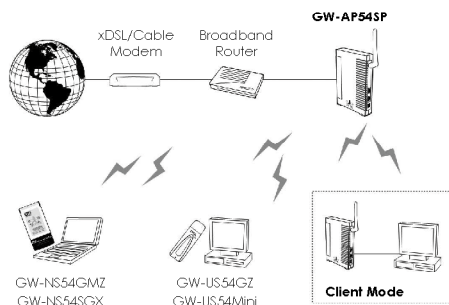 GW-AP54SP
xDSL/Cable
Modem
Broadband
Router
GW-NS54GMZ
GW-NS54SGX
GW-US54GZ
GW-US54Mini
Client Mode